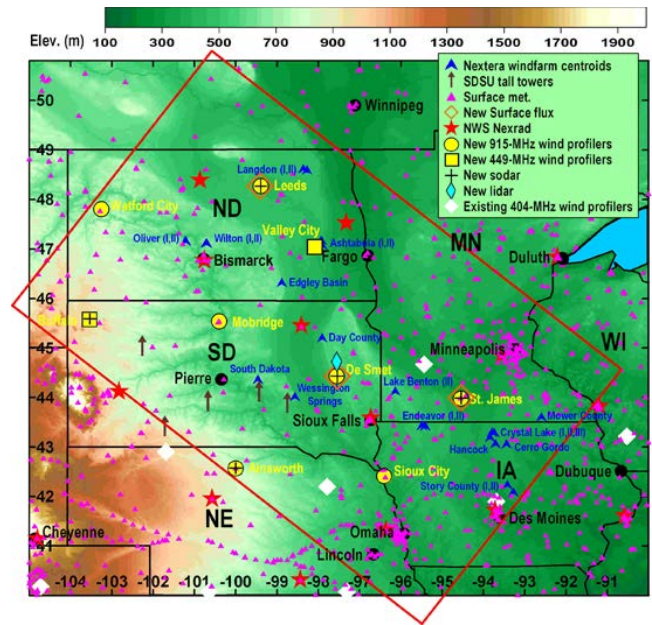 Elev. (m)
100 300 500 700 900 1100 1300 1500 1700 1900
Nextera windfarm centroids
SDSU tall towers
Surface met.
New Surface flux
NWS Nexrad
New 915-MHz wind profilers
New 449-MHz wind profilers
New sodar
New lidar
Existing 404-MHz wind profilers
50
Winnipeg
49
Langdon (I,II)
Leeds
48
Watford City
ND
Valley City
MN
47
Oliver (I,II)
Wilton (I,II)
Ashtabula (I,II)
Bismarck
Fargo
Duluth
Edgley Basin
46
Mobridge
Day County
WI
45
SD
Minneapolis
De Smet
South Dakota
Pierre
Lake Benton (II)
44
Wessington
Springs
St. James
Endeavor (I,II)
Mower County
Sioux Falls
Crystal Lake (I,II,III)
43
Hancock
Cerro Gordo
Ainsworth
Sioux City
IA
Dubuque
Story County (I,II)
42
NE
Des Moines
Cheyenne
Omaha
41
Lincoln
-104 -103 -102 -101 -100 -99 -98 -97 -96 -95 -94 -93 -92 -91